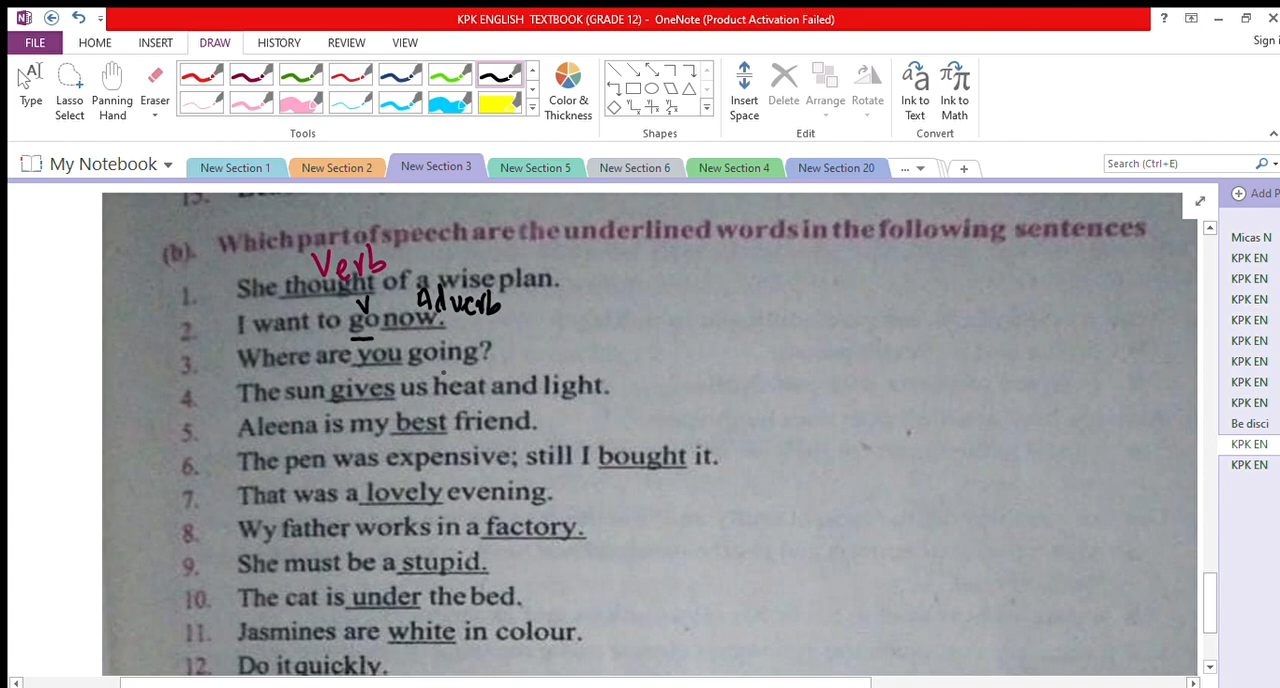 KPK ENGLISH TEXTBOOK (GRADE 12) - OneNote (Product Activation Failed)
FILE HOME INSERT DRAW HISTORY REVIEW VIEW Sign i
Type Lasso Select Panning Hand Eraser Color & Thickness Insert Space Delete Arrange Rotate Ink to Text Ink to Math
Tools Shapes Edit Convert
My Notebook New Section 1 New Section 2 New Section 3 New Section 5 New Section 6 New Section 4 New Section 20 ... Search (Ctrl+E)
Add P
15.
(b). Which part of speech are the underlined words in the following sentences
Verb
1. She thought of a wise plan.
V Adverb
2. I want to go now.
3. Where are you going?
4. The sun gives us heat and light.
5. Aleena is my best friend.
6. The pen was expensive; still I bought it.
7. That was a lovely evening.
8. Wy father works in a factory.
9. She must be a stupid.
10. The cat is under the bed.
11. Jasmines are white in colour.
12. Do it quickly.
Micas N
KPK EN
KPK EN
KPK EN
KPK EN
KPK EN
KPK EN
KPK EN
KPK EN
Be disci
KPK EN
KPK EN